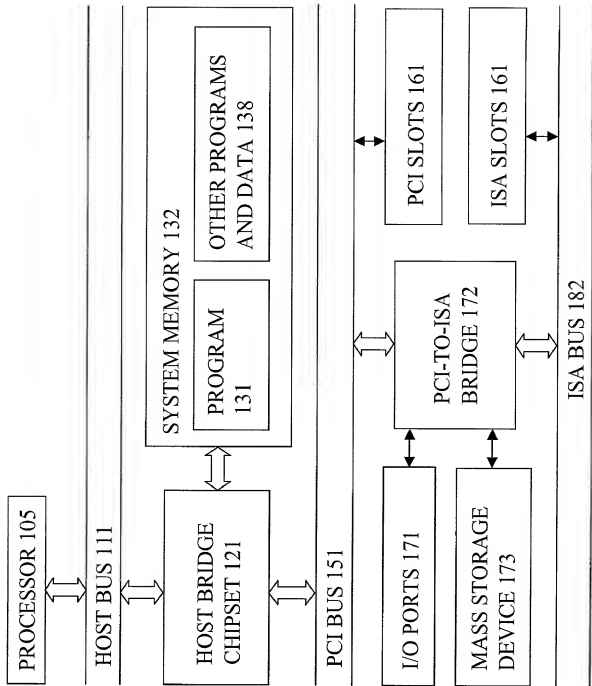 PROCESSOR 105
HOST BUS 111
HOST BRIDGE
CHIPSET 121
SYSTEM MEMORY 132
PROGRAM
131
OTHER PROGRAMS
AND DATA 138
PCI BUS 151
I/O PORTS 171
MASS STORAGE
DEVICE 173
PCI-TO-ISA
BRIDGE 172
PCI SLOTS 161
ISA SLOTS 161
ISA BUS 182